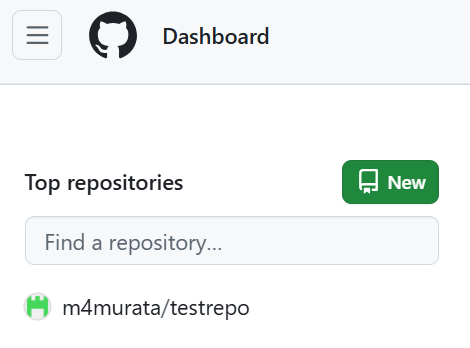 Dashboard
Top repositories
New
Find a repository...
m4murata/testrepo